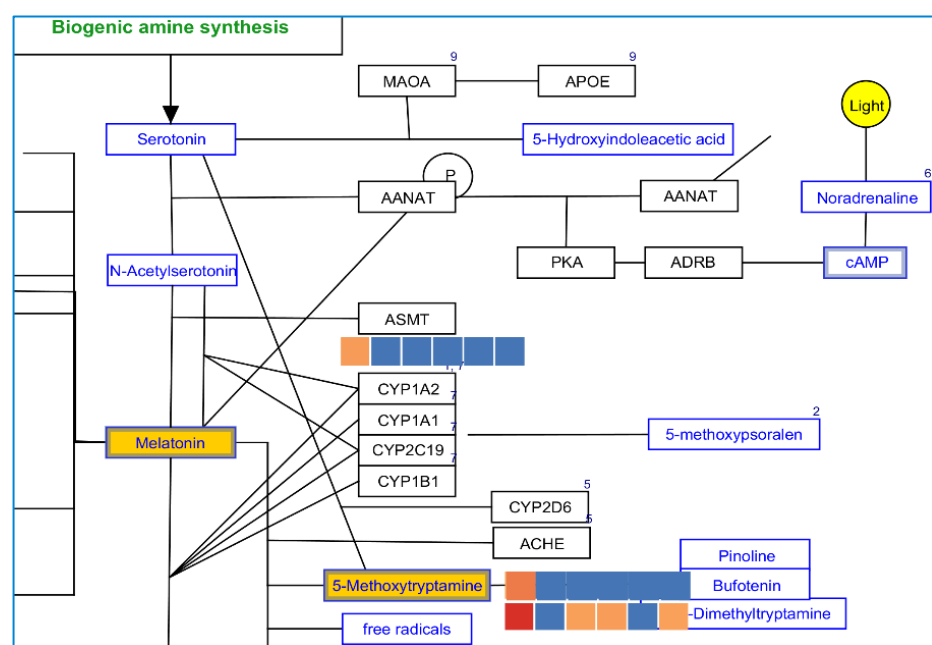 Biogenic amine synthesis
9
9
MAOA
APOE
Light
Serotonin
5-Hydroxyindoleacetic acid
P
6
AANAT
AANAT
Noradrenaline
N-Acetylserotonin
PKA
ADRB
cAMP
ASMT
CYP1A2
7
2
CYP1A1
7
Melatonin
5-methoxypsoralen
CYP2C19
7
CYP1B1
5
CYP2D6
5
ACHE
Pinoline
5-Methoxytryptamine
Bufotenin
-Dimethyltryptamine
free radicals